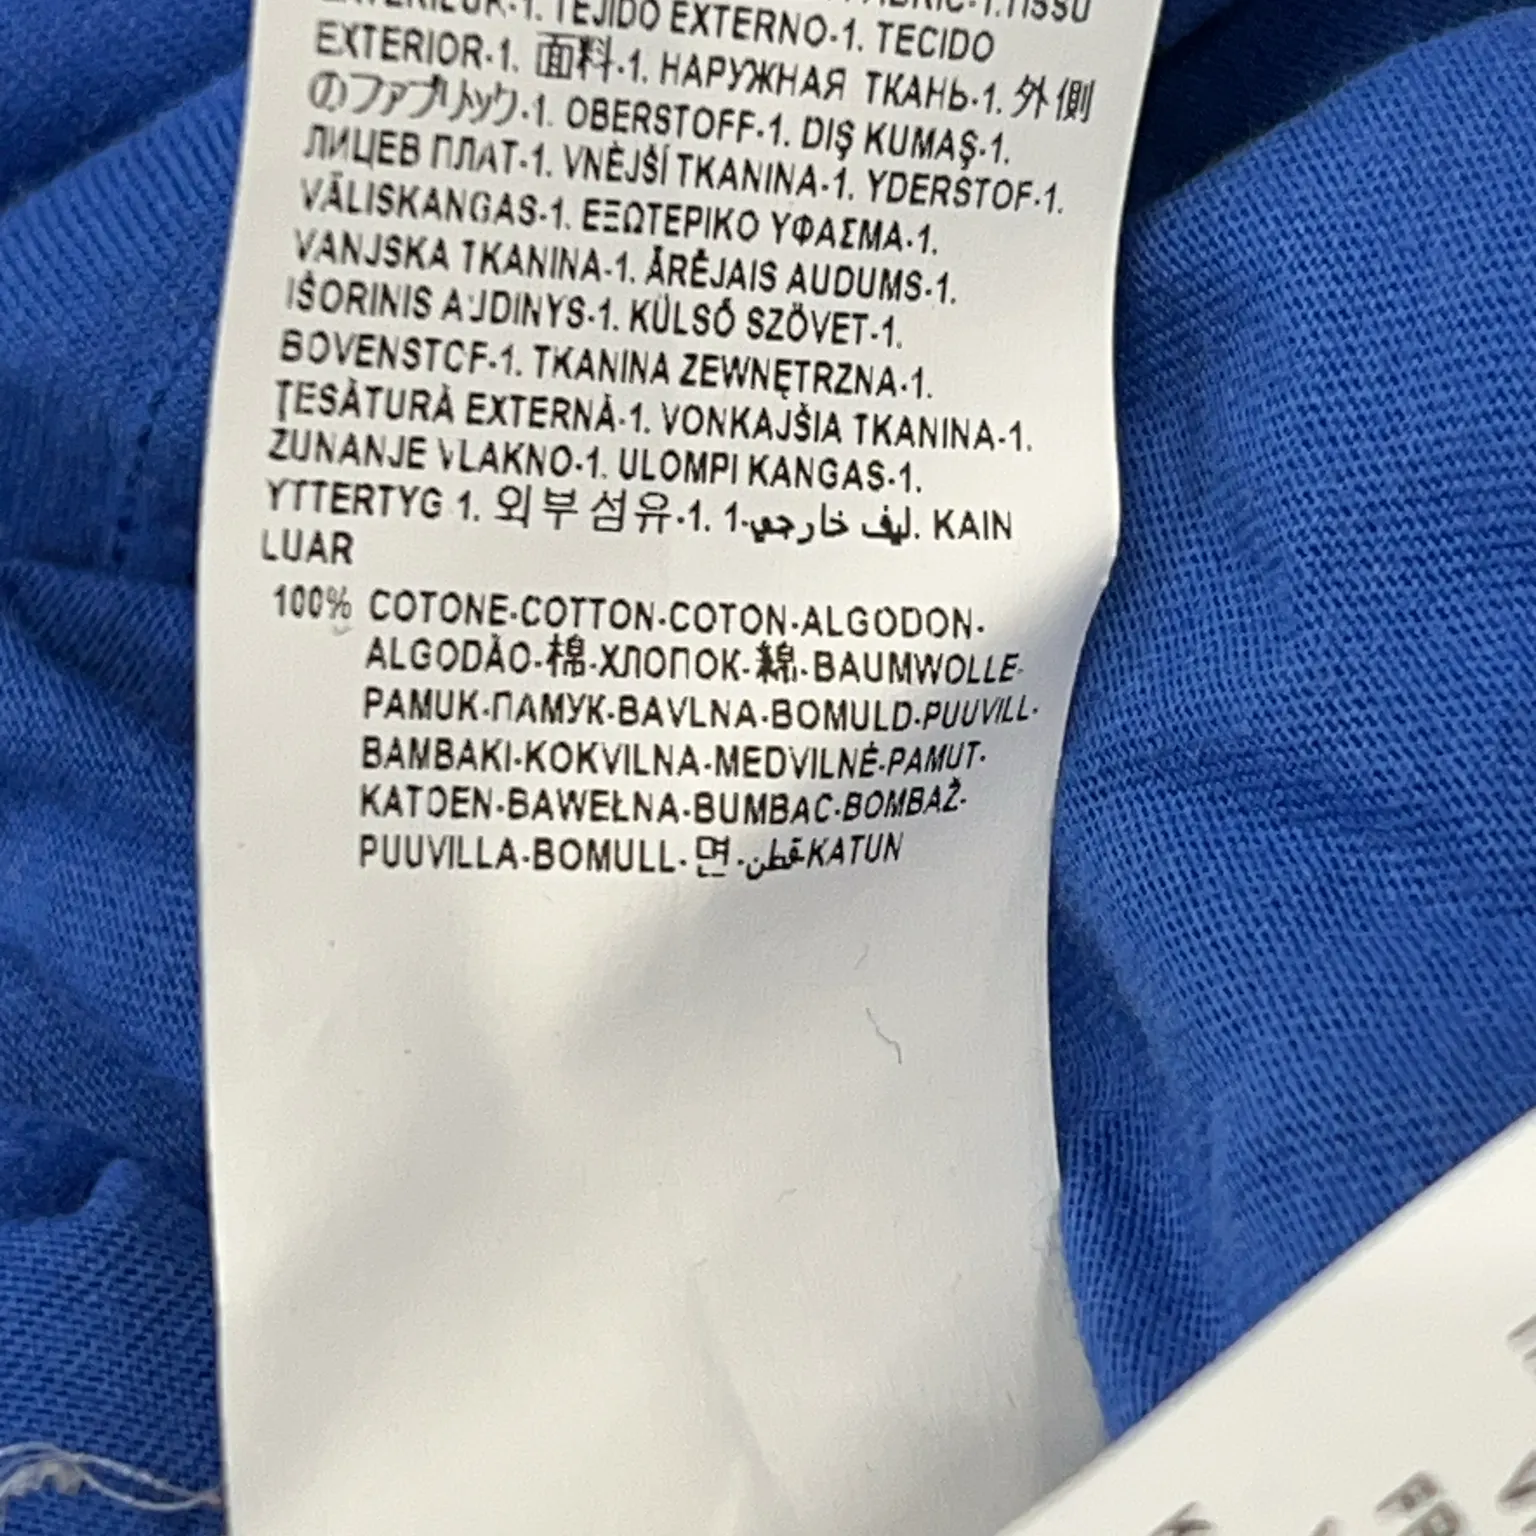 TEJIDO EXTERNO-1. TECIDO
EXTERIOR-1. 面料-1. НАРУЖНАЯ ТКАНЬ-1. 外側
のファブリック-1. OBERSTOFF-1. DIŞ KUMAŞ-1.
ЛИЦЕВ ПЛАТ-1. VNĚJŠÍ TKANINA-1. YDERSTOF-1.
VÄLISKANGAS-1. ΕΞΩΤΕΡΙΚΟ ΥΦΑΣΜΑ-1.
VANJSKA TKANINA-1. ĀRĒJAIS AUDUMS-1.
IŠORINIS AUDINYS-1. KÜLSŐ SZÖVET-1.
BOVENSTOF-1. TKANINA ZEWNĘTRZNA-1.
ŢESĂTURĂ EXTERNĂ-1. VONKAJŠIA TKANINA-1.
ZUNANJE VLAKNO-1. ULOMPI KANGAS-1.
YTTERTYG 1. 외부섬유-1. ليف خارجي-1. KAIN
LUAR
100% COTONE-COTTON-COTON-ALGODON-
ALGODÃO-棉-ХЛОПОК-綿-BAUMWOLLE-
PAMUK-ПАМУК-BAVLNA-BOMULD-PUUVILL-
BAMBAKI-KOKVILNA-MEDVILNĖ-PAMUT-
KATOEN-BAWEŁNA-BUMBAC-BOMBAŽ-
PUUVILLA-BOMULL-면-قطن-KATUN